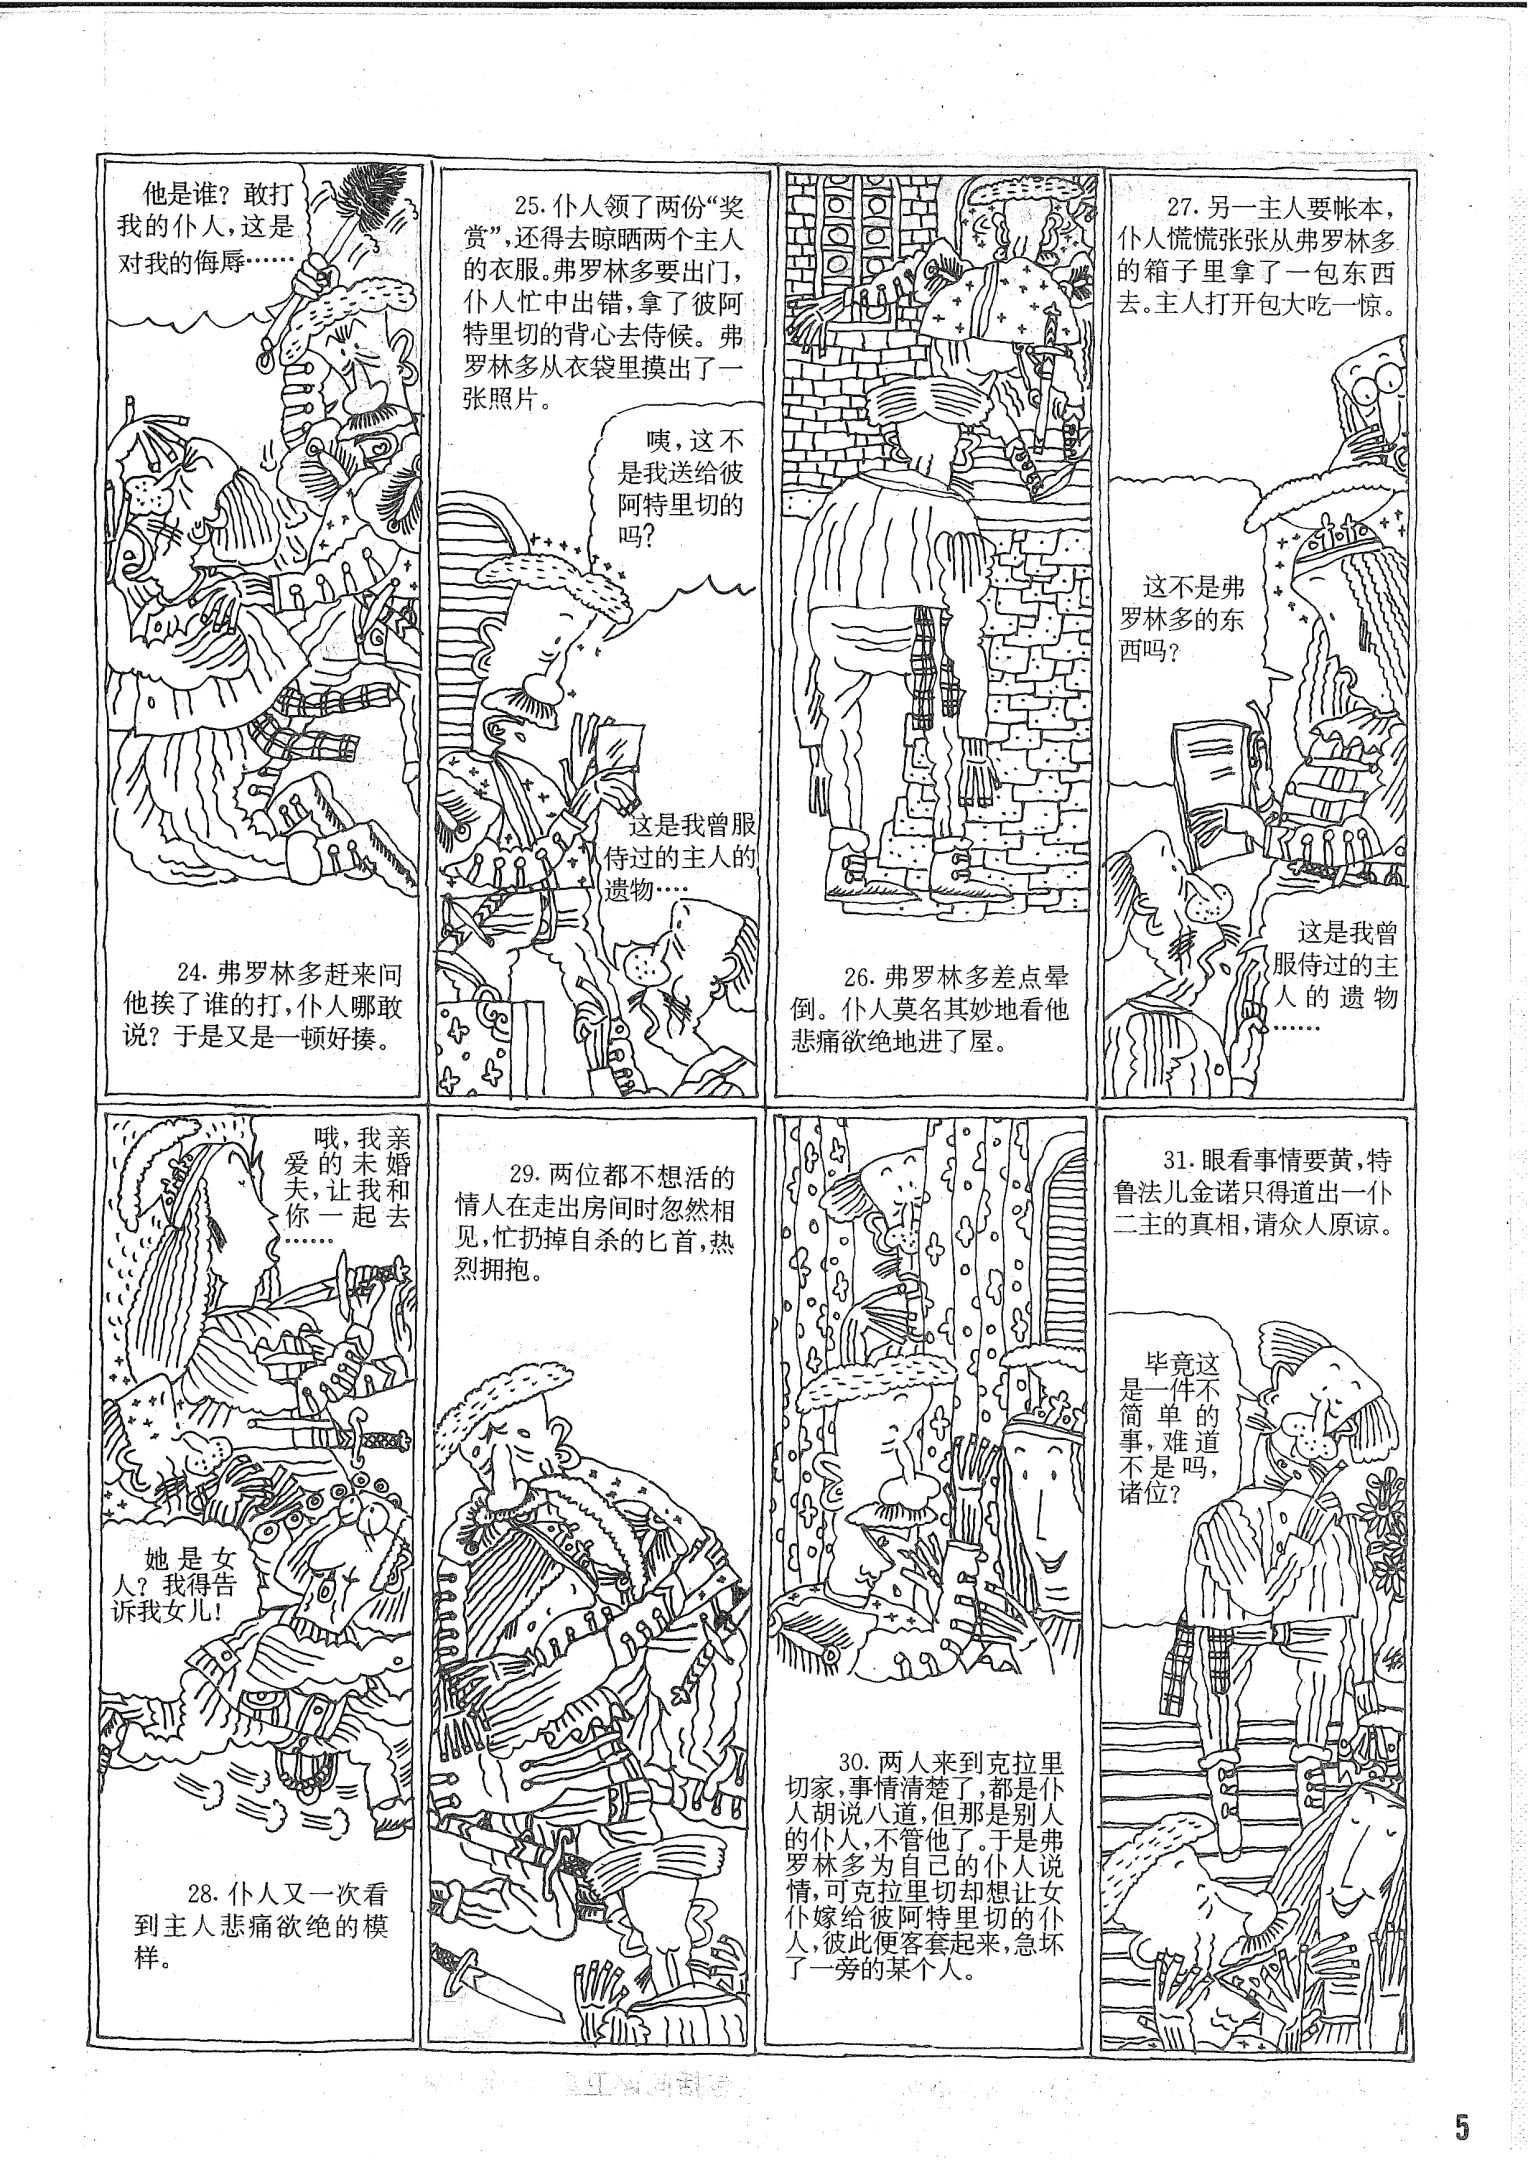 他是谁？敢打
我的仆人，这是
对我的侮辱……
24. 弗罗林多赶来问
他挨了谁的打，仆人哪敢
说？于是又是一顿好揍。
25. 仆人领了两份“奖
赏”，还得去晾晒两个主人
的衣服。弗罗林多要出门，
仆人忙中出错，拿了彼阿
特里切的背心去侍候。弗
罗林多从衣袋里摸出了一
张照片。
咦，这不
是我送给彼
阿特里切的
吗？
这是我曾服
侍过的主人的
遗物…
26. 弗罗林多差点晕
倒。仆人莫名其妙地看他
悲痛欲绝地进了屋。
27. 另一主人要帐本，
仆人慌慌张张从弗罗林多
的箱子里拿了一包东西
去。主人打开包大吃一惊。
这不是弗
罗林多的东
西吗？
这是我曾
服侍过的主
人的遗物
……
哦，我亲
爱的未婚
夫，让我和
你一起去
……
她是女
人？我得告
诉我女儿！
28. 仆人又一次看
到主人悲痛欲绝的模
样。
29. 两位都不想活的
情人在走出房间时忽然相
见，忙扔掉自杀的匕首，热
烈拥抱。
30. 两人来到克拉里
切家，事情清楚了，都是仆
人胡说八道，但那是别人
的仆人，不管他了。于是弗
罗林多为自己的仆人说
情，可克拉里切却想让女
仆嫁给彼阿特里切的仆
人，彼此便客套起来，急坏
了一旁的某个人。
31. 眼看事情要黄，特
鲁法儿金诺只得道出一仆
二主的真相，请众人原谅。
毕竟这
是一件不
简单的
事，难道
不是吗，
诸位？
5